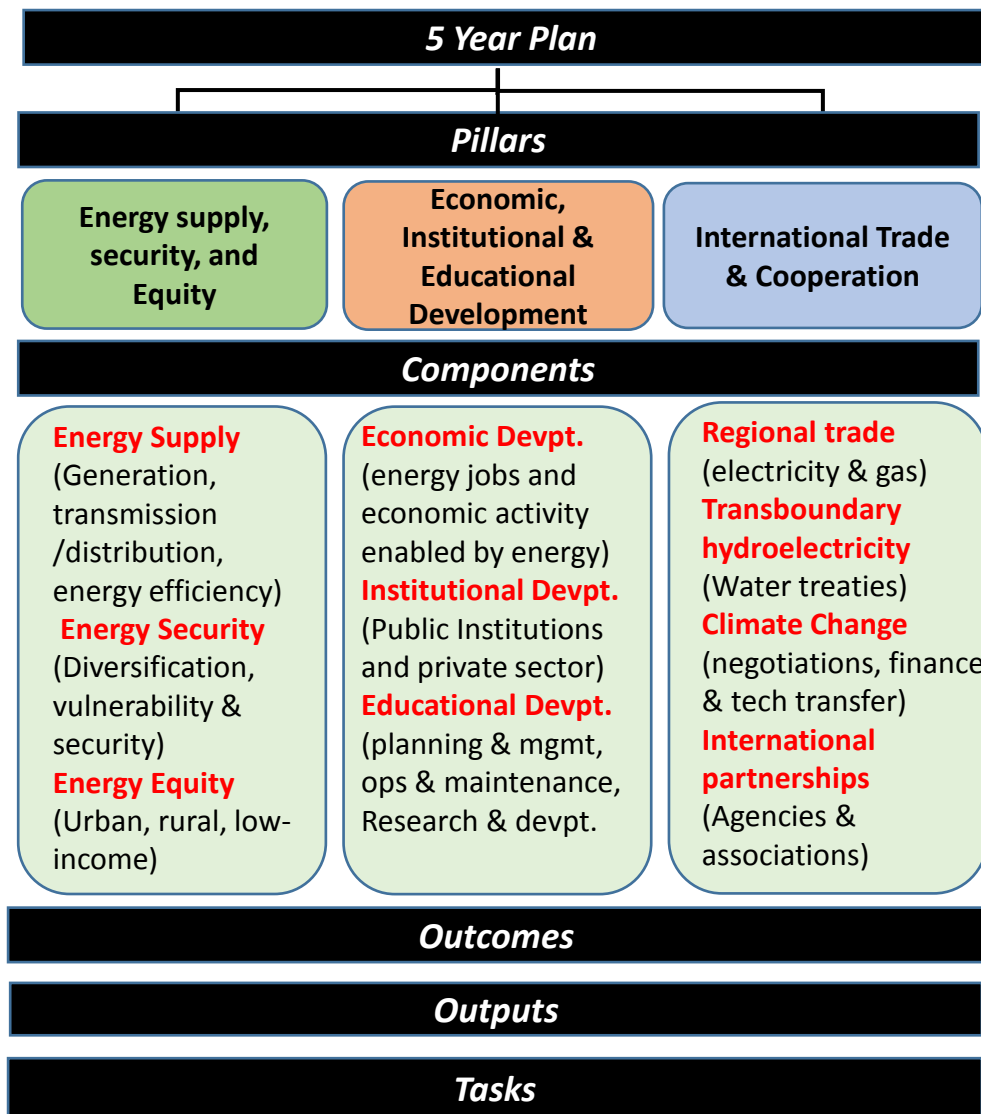 5 Year Plan
Pillars
Energy supply,
security, and
Equity
Economic,
Institutional &
Educational
Development
International Trade
& Cooperation
Components
Energy Supply
(Generation,
transmission
/distribution,
energy efficiency)
Energy Security
(Diversification,
vulnerability &
security)
Energy Equity
(Urban, rural, low-
income)
Economic Devpt.
(energy jobs and
economic activity
enabled by energy)
Institutional Devpt.
(Public Institutions
and private sector)
Educational Devpt.
(planning & mgmt,
ops & maintenance,
Research & devpt.
Regional trade
(electricity & gas)
Transboundary
hydroelectricity
(Water treaties)
Climate Change
(negotiations, finance
& tech transfer)
International
partnerships
(Agencies &
associations)
Outcomes
Outputs
Tasks